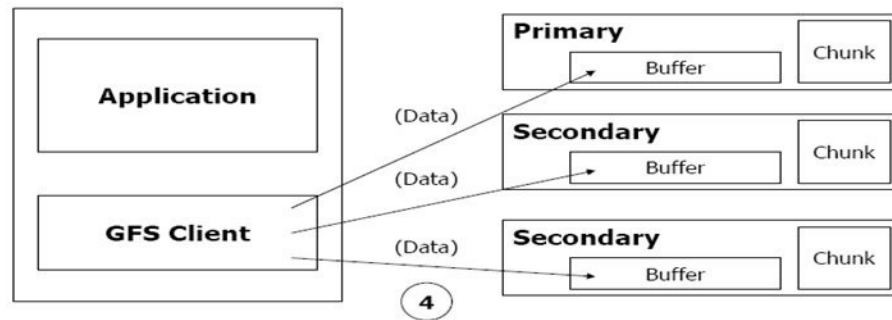 Application
GFS Client
(Data)
(Data)
(Data)
4
Primary
Buffer
Chunk
Secondary
Buffer
Chunk
Secondary
Buffer
Chunk